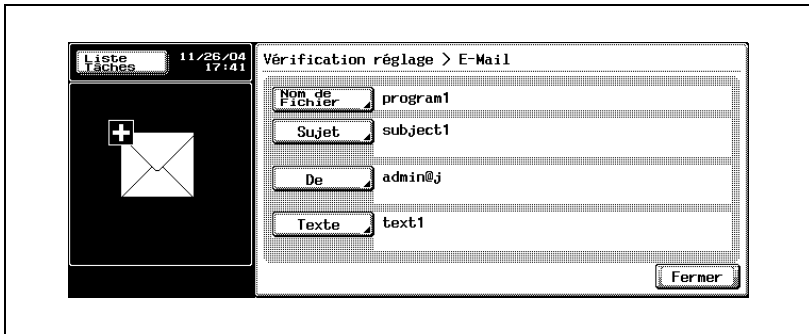 Liste
Tâches
11/26/04
17:41
Vérification réglage > E-Mail
Nom de
Fichier
program1
Sujet
subject1
De
admin@j
Texte
text1
Fermer